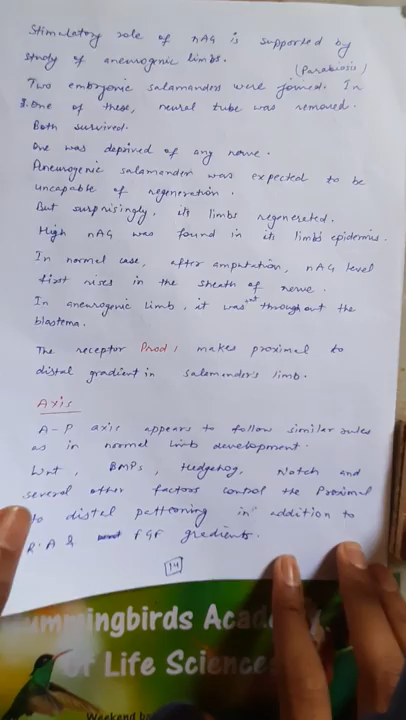 Stimulatory role of nAG is supported by
study of aneurogenic limbs.
(Parabiosis)
Two embryonic salamanders were joined. In
one of these, neural tube was removed.
Both survived.
One was deprived of any nerve.
Aneurogenic salamander was expected to be
uncapable of regeneration.
But surprisingly, its limbs regenerated.
High nAG was found in its limbs epidermis.
In normal case, after amputation, nAG level
first rises in the sheath of nerve.
In aneurogenic limb, it was throughout the
blastema.
The receptor Prod 1 makes proximal to
distal gradient in salamander's limb.
Axis
A-P axis appears to follow similar rules
as in normal limb development.
Wnt, BMPs, Hedgehog, Notch and
several other factors control the Proximal
to distal patterning in addition to
R.A & FGF gredients.
14
ummingbirds Acad
of Life Science
Weekend b